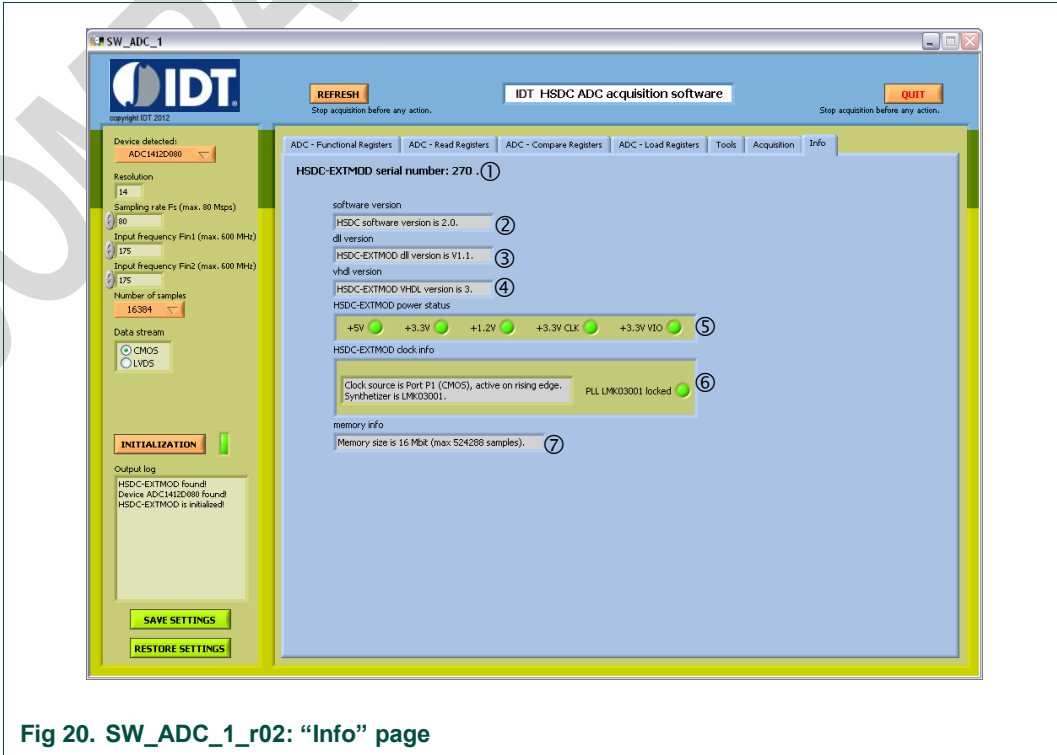 SW_ADC_1
IDT
copyright IDT 2012
REFRESH
Stop acquisition before any action.
IDT HSDC ADC acquisition software
QUIT
Stop acquisition before any action.
Device detected:
ADC1412D080
Resolution
14
Sampling rate Fs (max. 80 Msps)
80
Input frequency Fin1 (max. 600 MHz)
175
Input frequency Fin2 (max. 600 MHz)
175
Number of samples
16384
Data stream
CMOS
LVDS
INITIALIZATION
Output log
HSDC-EXTMOD found!
Device ADC1412D080 found!
HSDC-EXTMOD is initialized!
SAVE SETTINGS
RESTORE SETTINGS
ADC - Functional Registers ADC - Read Registers ADC - Compare Registers ADC - Load Registers Tools Acquisition Info
HSDC-EXTMOD serial number: 270 . ①
software version
HSDC software version is 2.0. ②
dll version
HSDC-EXTMOD dll version is V1.1. ③
vhdl version
HSDC-EXTMOD VHDL version is 3. ④
HSDC-EXTMOD power status
+5V +3.3V +1.2V +3.3V CLK +3.3V VIO ⑤
HSDC-EXTMOD clock info
Clock source is Port P1 (CMOS), active on rising edge.
Synthetizer is LMK03001.
PLL LMK03001 locked ⑥
memory info
Memory size is 16 Mbit (max 524288 samples). ⑦
Fig 20. SW_ADC_1_r02: “Info” page